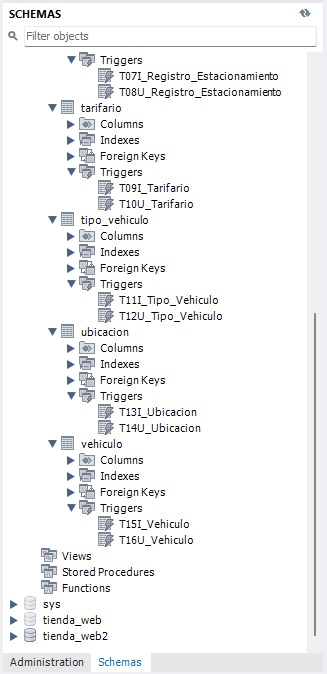 SCHEMAS
Filter objects
Triggers
T07I_Registro_Estacionamiento
T08U_Registro_Estacionamiento
tarifario
Columns
Indexes
Foreign Keys
Triggers
T09I_Tarifario
T10U_Tarifario
tipo_vehiculo
Columns
Indexes
Foreign Keys
Triggers
T11I_Tipo_Vehiculo
T12U_Tipo_Vehiculo
ubicacion
Columns
Indexes
Foreign Keys
Triggers
T13I_Ubicacion
T14U_Ubicacion
vehiculo
Columns
Indexes
Foreign Keys
Triggers
T15I_Vehiculo
T16U_Vehiculo
Views
Stored Procedures
Functions
sys
tienda_web
tienda_web2
Administration Schemas